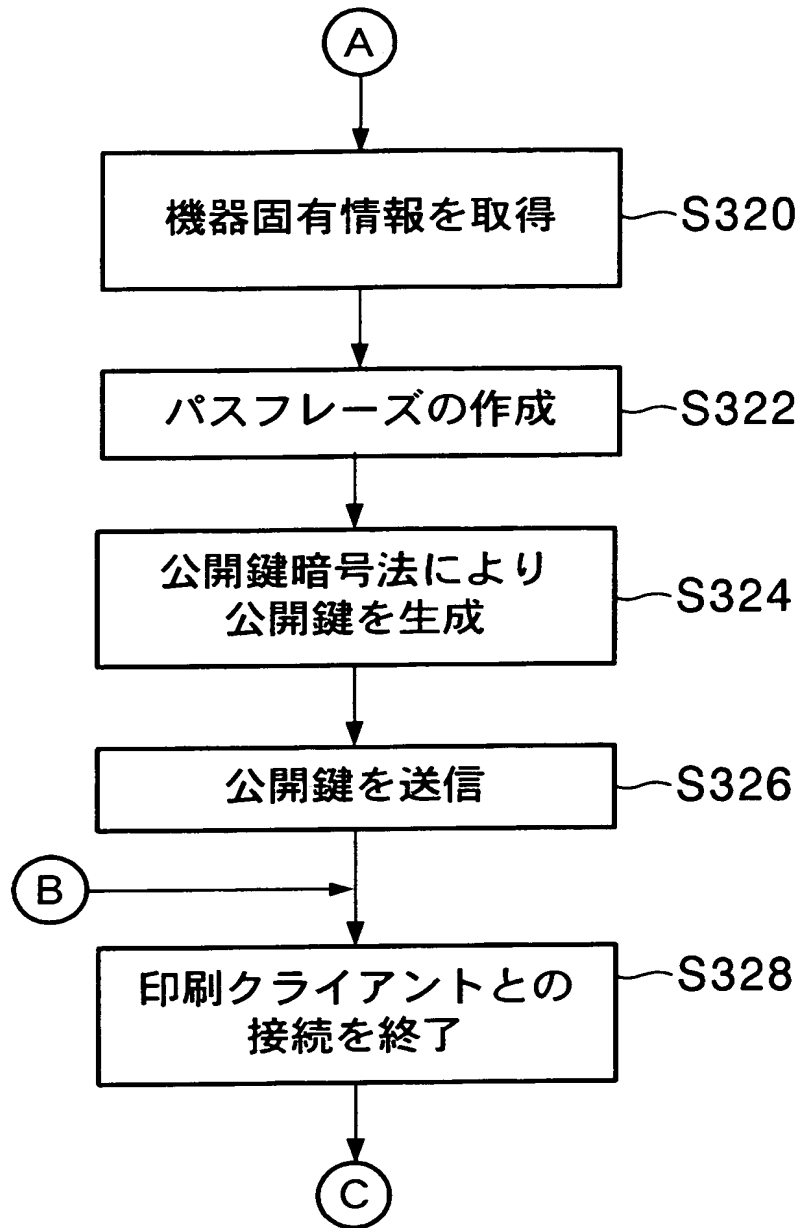 A
機器固有情報を取得
S320
パスフレーズの作成
S322
公開鍵暗号法により
公開鍵を生成
S324
公開鍵を送信
S326
B
印刷クライアントとの
接続を終了
S328
C